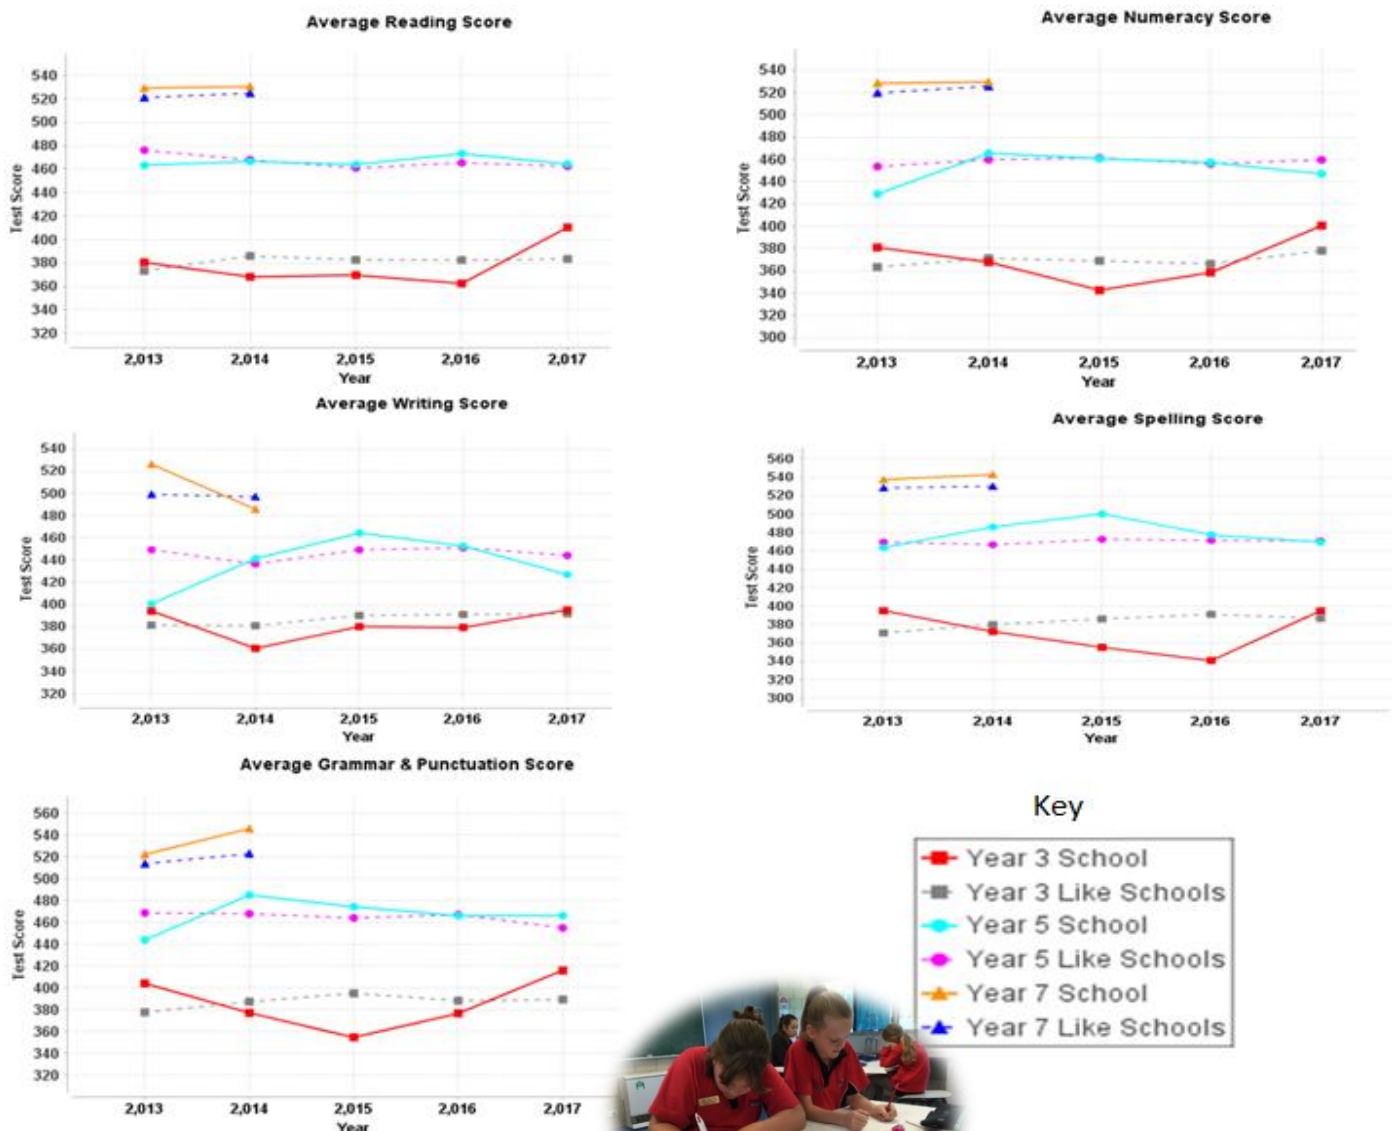 Average Reading Score
540
520
500
480
460
440
420
400
380
360
340
320
Test Score
2,013 2,014 2,015 2,016 2,017
Year
Average Numeracy Score
540
520
500
480
460
440
420
400
380
360
340
320
300
Test Score
2,013 2,014 2,015 2,016 2,017
Year
Average Writing Score
540
520
500
480
460
440
420
400
380
360
340
320
Test Score
2,013 2,014 2,015 2,016 2,017
Year
Average Spelling Score
560
540
520
500
480
460
440
420
400
380
360
340
320
300
Test Score
2,013 2,014 2,015 2,016 2,017
Year
Average Grammar & Punctuation Score
560
540
520
500
480
460
440
420
400
380
360
340
320
Test Score
2,013 2,014 2,015 2,016 2,017
Year
Key
Year 3 School
Year 3 Like Schools
Year 5 School
Year 5 Like Schools
Year 7 School
Year 7 Like Schools